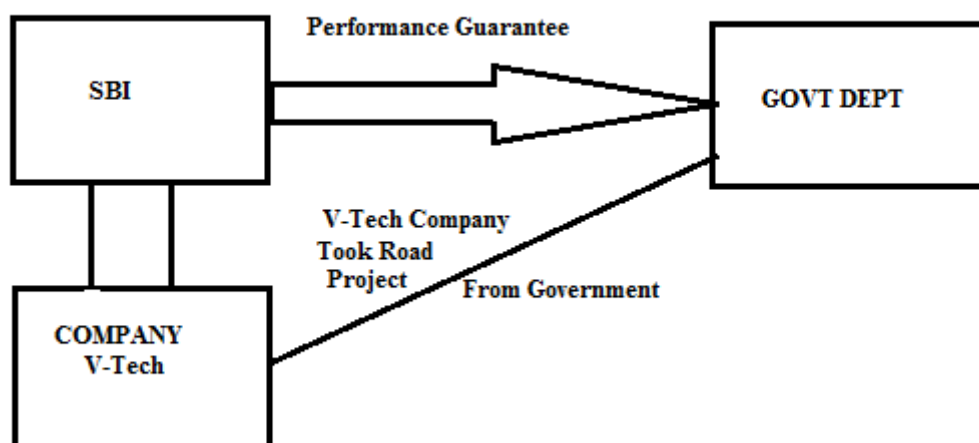 Performance Guarantee
SBI
GOVT DEPT
V-Tech Company
Took Road
Project
From Government
COMPANY
V-Tech